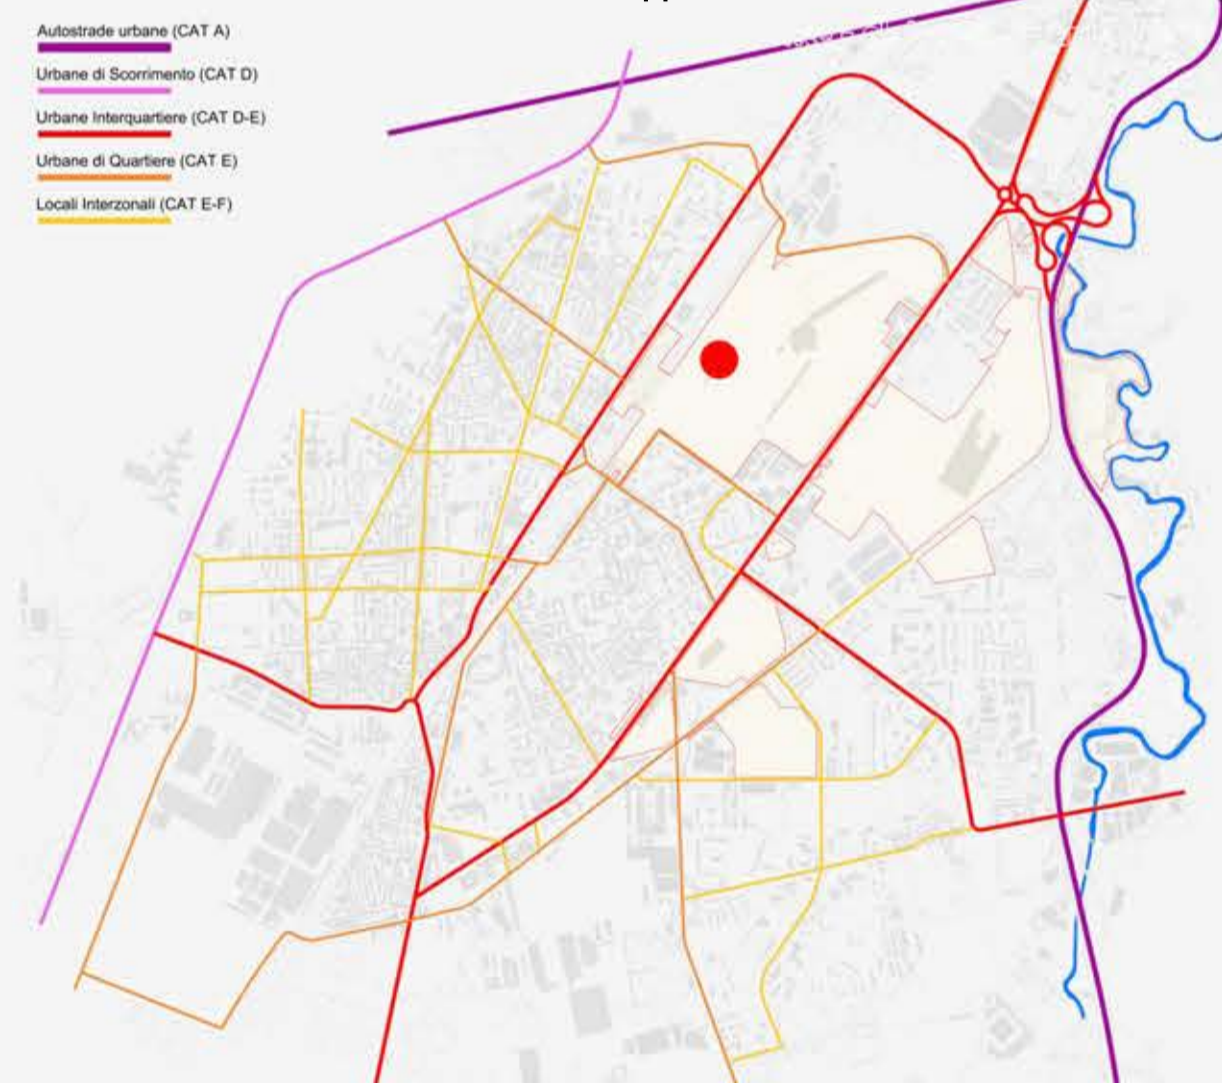 Autostrade urbane (CAT A)
Urbane di Scorrimento (CAT D)
Urbane Interquartiere (CAT D-E)
Urbane di Quartiere (CAT E)
Locali Interzonali (CAT E-F)